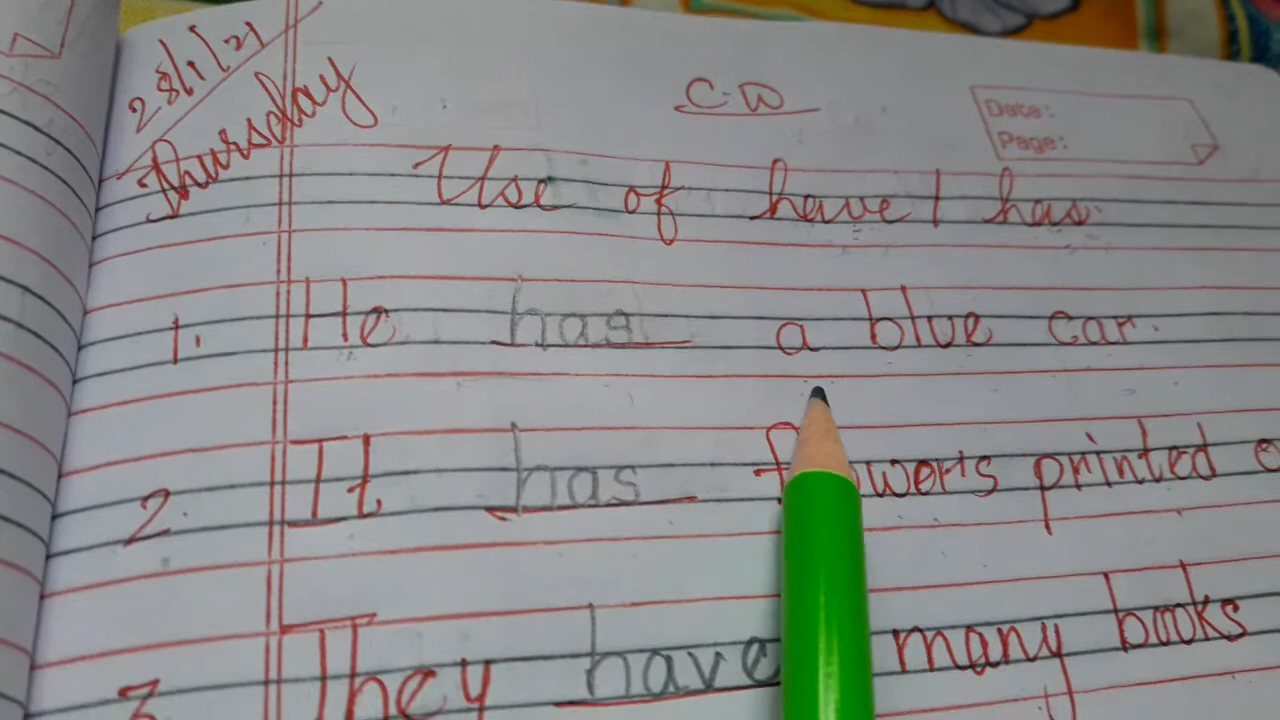 28/1/21
Thursday
C.W
Date:
Page:
Use of have/has.
1. He has a blue car.
2. It has flowers printed
3. They have many books